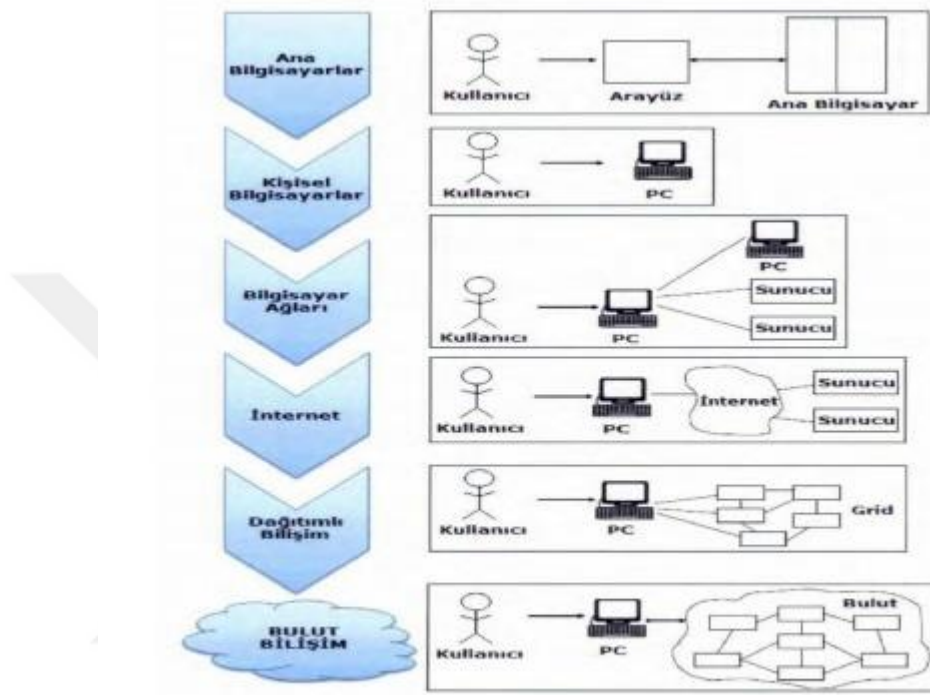 Ana
Bilgisayarlar
Kullanıcı
Arayüz
Ana Bilgisayar
Kişisel
Bilgisayarlar
Kullanıcı
PC
Bilgisayar
Ağları
Kullanıcı
PC
PC
Sunucu
Sunucu
İnternet
Kullanıcı
PC
İnternet
Sunucu
Sunucu
Dağıtımlı
Bilişim
Kullanıcı
PC
Grid
BULUT
BİLİŞİM
Kullanıcı
PC
Bulut